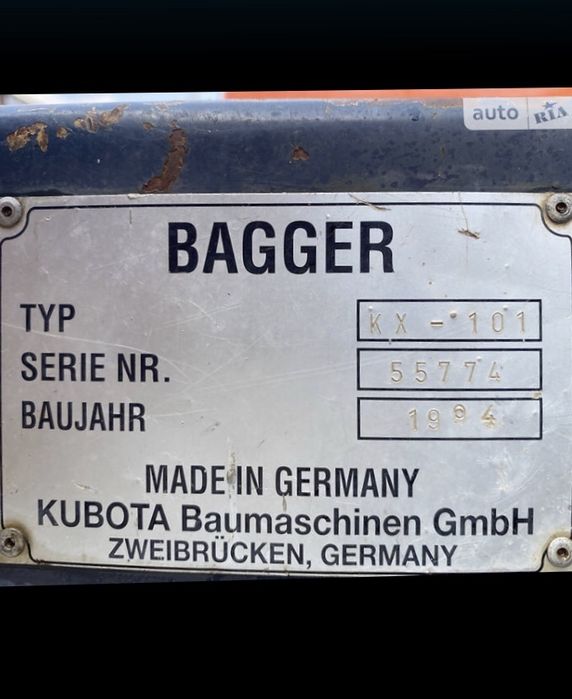 auto RIA
BAGGER
TYP KX-101
SERIE NR. 55774
BAUJAHR 1994
MADE IN GERMANY
KUBOTA Baumaschinen GmbH
ZWEIBRÜCKEN, GERMANY